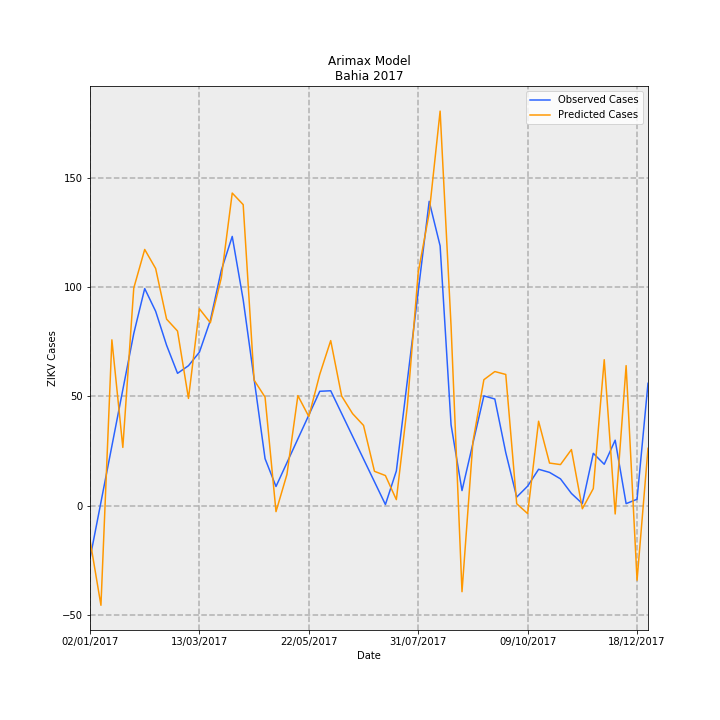 Arimax Model
Bahia 2017
Observed Cases
Predicted Cases
ZIKV Cases
150
100
50
0
−50
02/01/2017 13/03/2017 22/05/2017 31/07/2017 09/10/2017 18/12/2017
Date